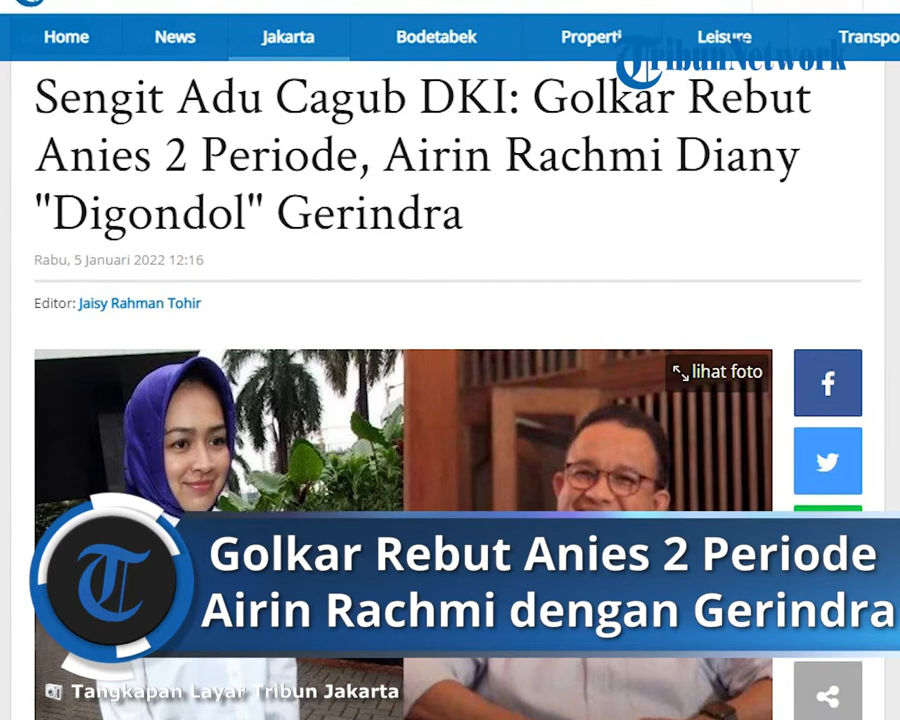 Home News Jakarta Bodetabek Properti Leisure Transpo
TribunNetwork
Sengit Adu Cagub DKI: Golkar Rebut
Anies 2 Periode, Airin Rachmi Diany
"Digondol" Gerindra
Rabu, 5 Januari 2022 12:16
Editor: Jaisy Rahman Tohir
lihat foto
Golkar Rebut Anies 2 Periode
Airin Rachmi dengan Gerindra
Tangkapan Layar Tribun Jakarta